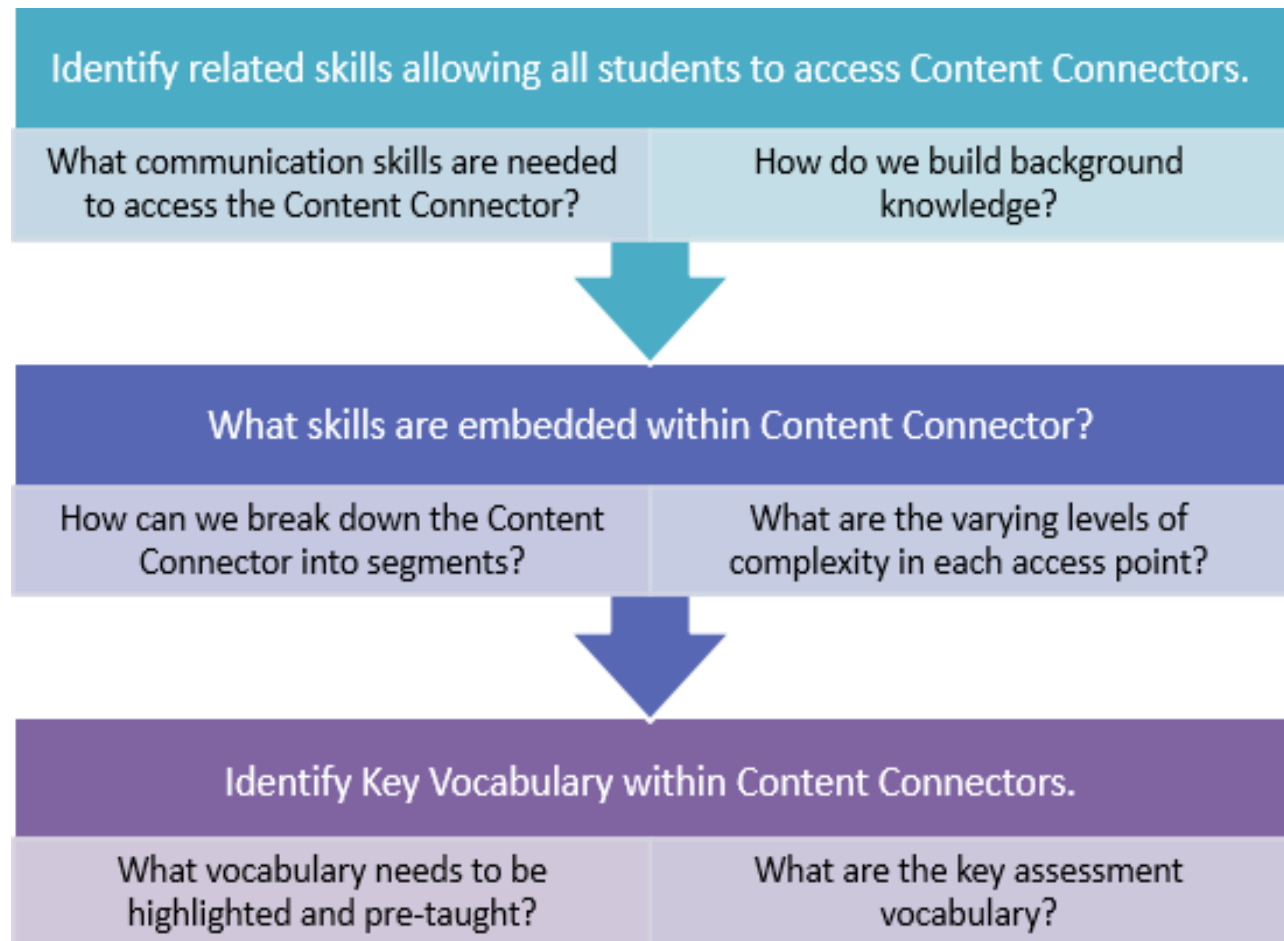 Identify related skills allowing all students to access Content Connectors.
What communication skills are needed
to access the Content Connector?
How do we build background
knowledge?
What skills are embedded within Content Connector?
How can we break down the Content
Connector into segments?
What are the varying levels of
complexity in each access point?
Identify Key Vocabulary within Content Connectors.
What vocabulary needs to be
highlighted and pre-taught?
What are the key assessment
vocabulary?